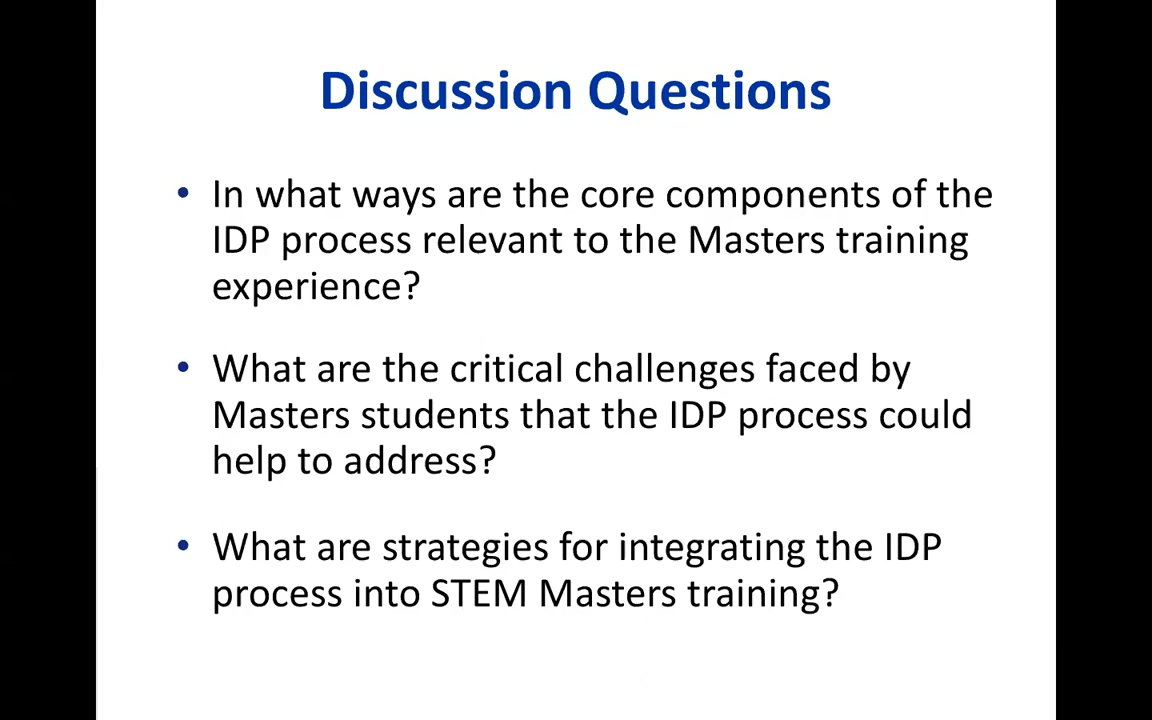 Discussion Questions
• In what ways are the core components of the
IDP process relevant to the Masters training
experience?
• What are the critical challenges faced by
Masters students that the IDP process could
help to address?
• What are strategies for integrating the IDP
process into STEM Masters training?